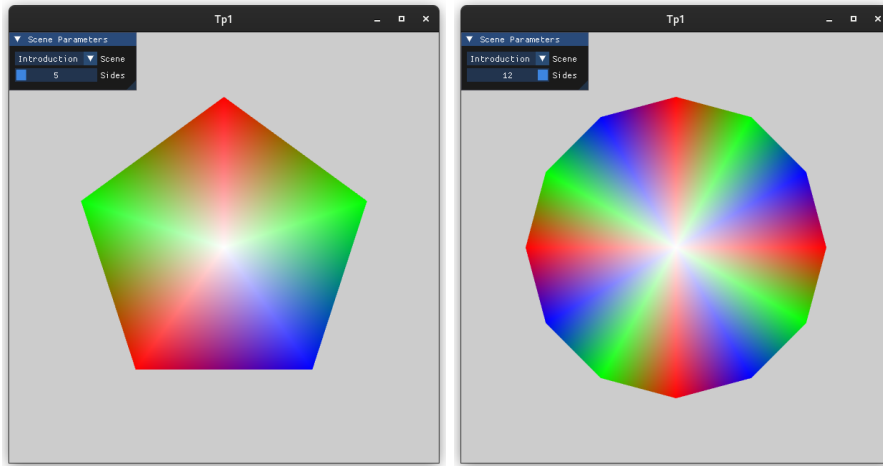 Tp1
Scene Parameters
Introduction Scene
5 Sides
Tp1
Scene Parameters
Introduction Scene
12 Sides